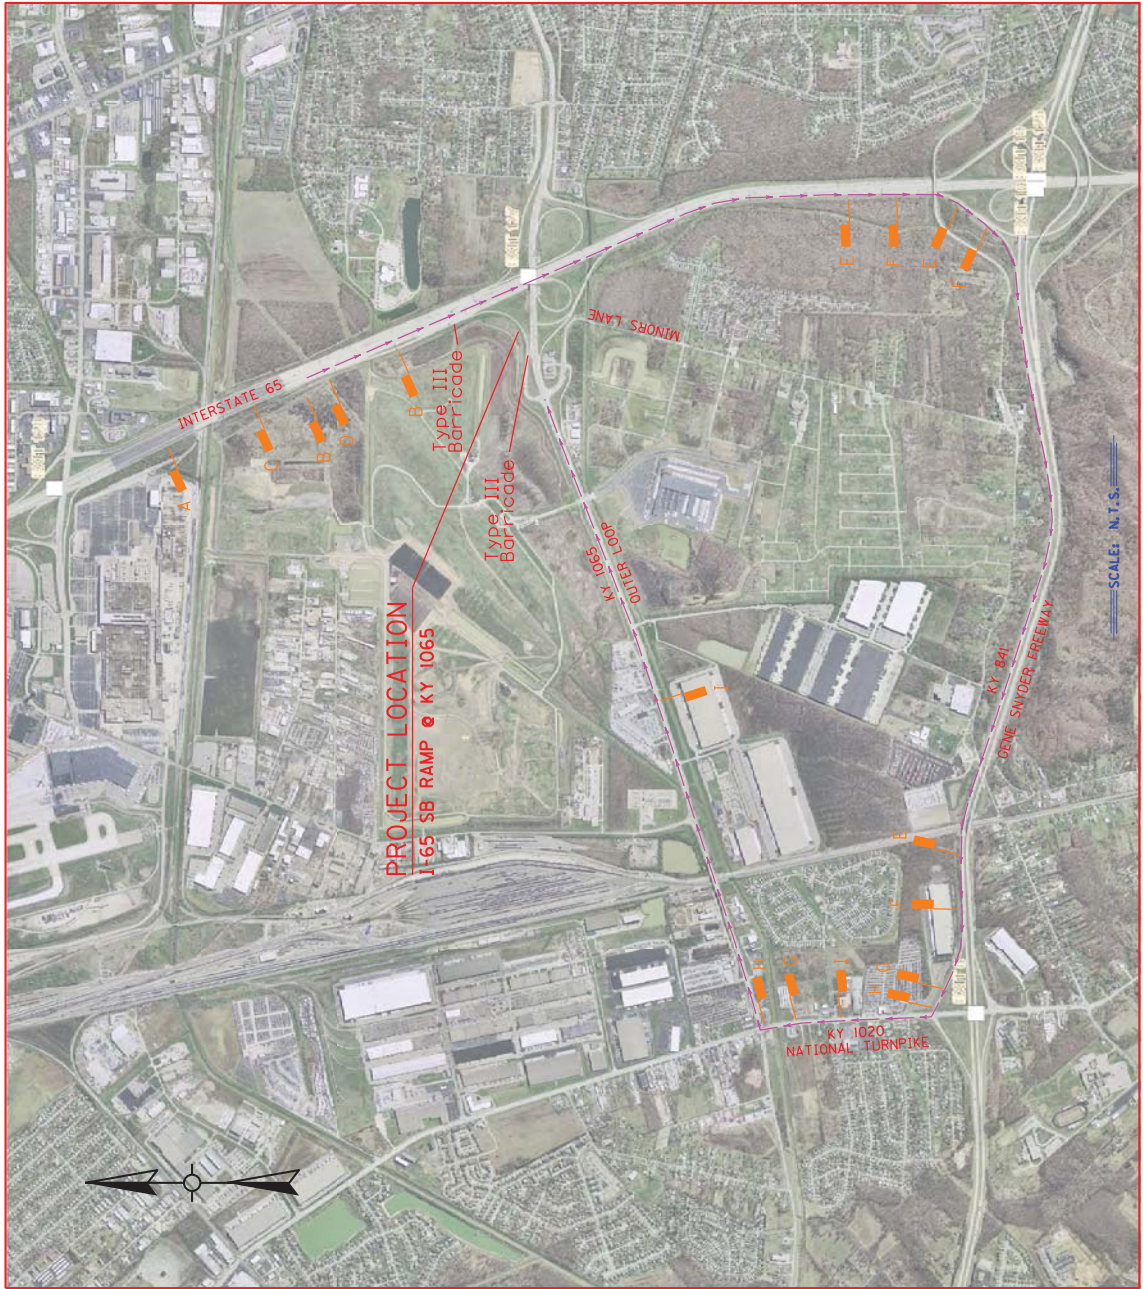 INTERSTATE 65
A
C
B
D
B
Type III
Barricade
Type III
Barricade
PROJECT LOCATION
I-65 SB RAMP @ KY 1065
MINORS LANE
KY 1065
OUTER LOOP
E
F
KY 841
GENE SNYDER FREEWAY
SCALE: N.T.S.
I
E
F
H
G
I
G
KY 1020
NATIONAL TURNPIKE